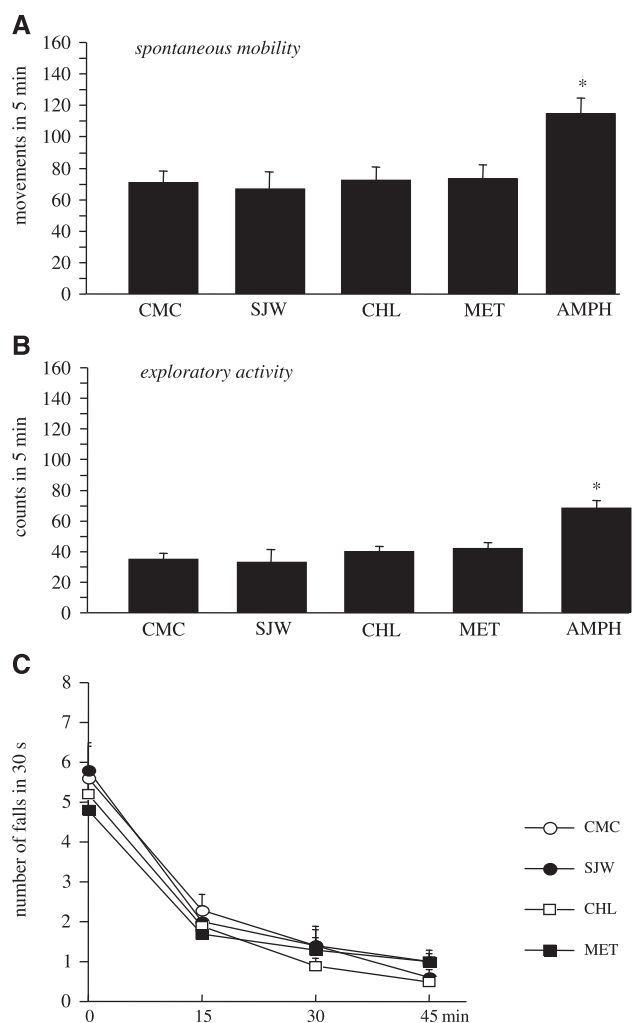 A
spontaneous mobility
movements in 5 min
160
140
120
100
80
60
40
20
0
*
CMC SJW CHL MET AMPH
B
exploratory activity
counts in 5 min
160
140
120
100
80
60
40
20
0
*
CMC SJW CHL MET AMPH
C
number of falls in 30 s
8
7
6
5
4
3
2
1
0
0 15 30 45 min
CMC
SJW
CHL
MET